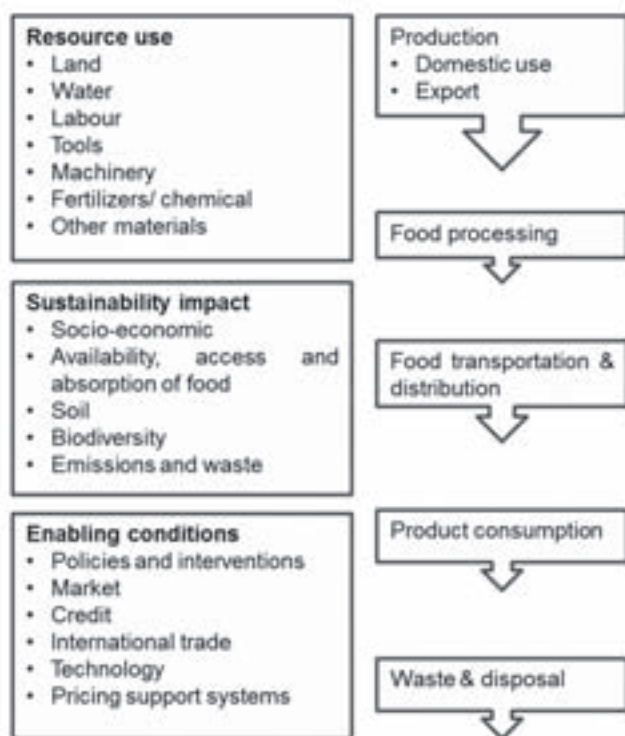 Resource use
• Land
• Water
• Labour
• Tools
• Machinery
• Fertilizers/ chemical
• Other materials
Sustainability impact
• Socio-economic
• Availability, access and
absorption of food
• Soil
• Biodiversity
• Emissions and waste
Enabling conditions
• Policies and interventions
• Market
• Credit
• International trade
• Technology
• Pricing support systems
Production
• Domestic use
• Export
Food processing
Food transportation &
distribution
Product consumption
Waste & disposal